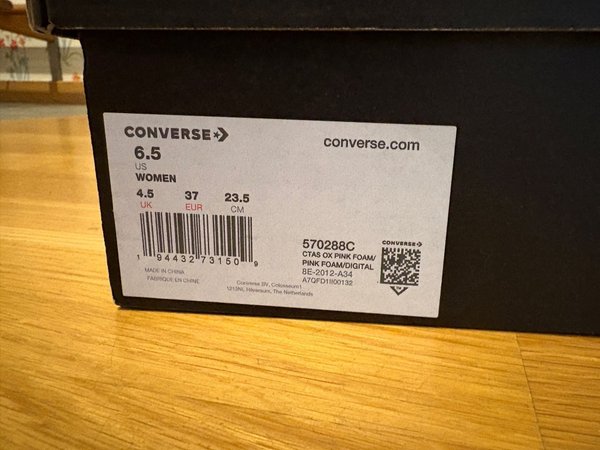 CONVERSE
converse.com
6.5
US
WOMEN
4.5 37 23.5
UK EUR CM
1 94432 73150 9
MADE IN CHINA
FABRIQUÉ EN CHINE
Converse BV, Colosseum1
1213NL Hilversum, The Netherlands
570288C
CTAS OX PINK FOAM/
PINK FOAM/DIGITAL
8E-2012-A34
A7QFD1II00132
CONVERSE